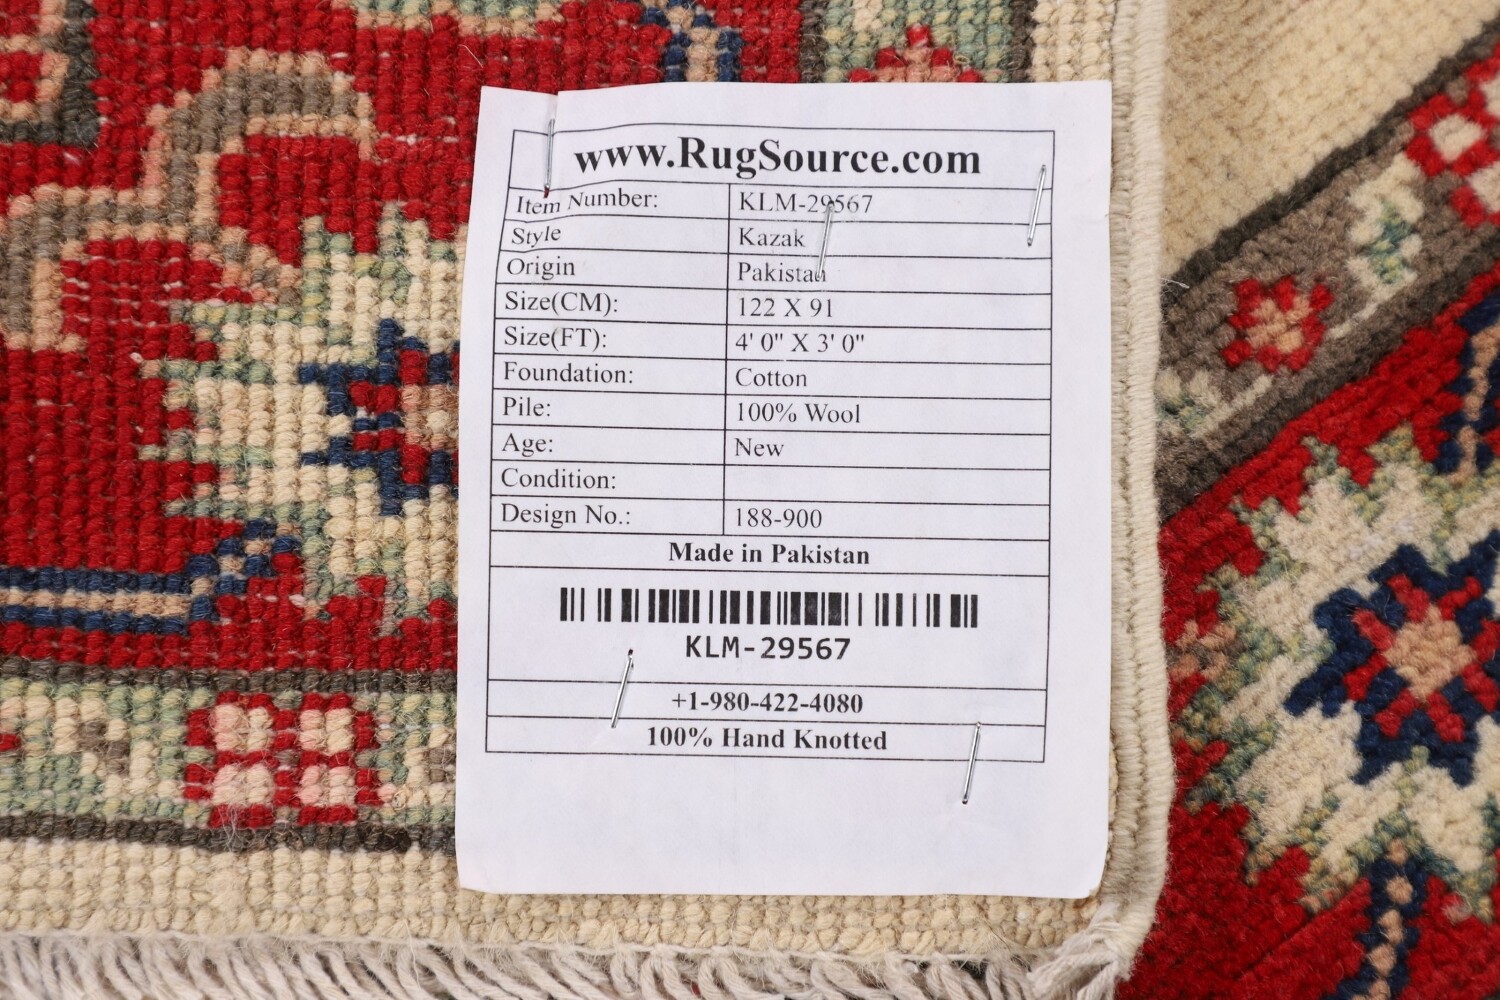 www.RugSource.com
Item Number: KLM-29567
Style Kazak
Origin Pakistan
Size(CM): 122 X 91
Size(FT): 4' 0" X 3' 0"
Foundation: Cotton
Pile: 100% Wool
Age: New
Condition:
Design No.: 188-900
Made in Pakistan
KLM-29567
+1-980-422-4080
100% Hand Knotted